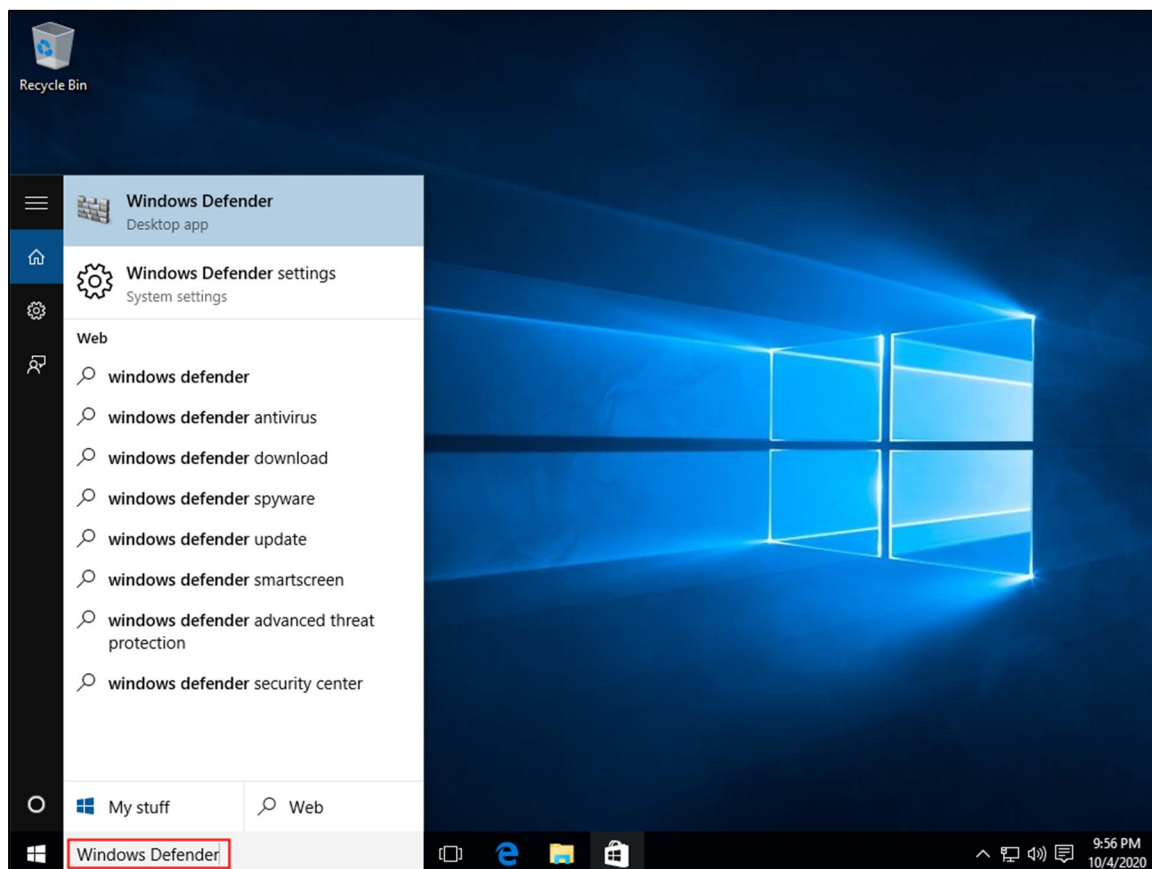 Recycle Bin
Windows Defender
Desktop app
Windows Defender settings
System settings
Web
windows defender
windows defender antivirus
windows defender download
windows defender spyware
windows defender update
windows defender smartscreen
windows defender advanced threat
protection
windows defender security center
My stuff
Web
Windows Defender
9:56 PM
10/4/2020